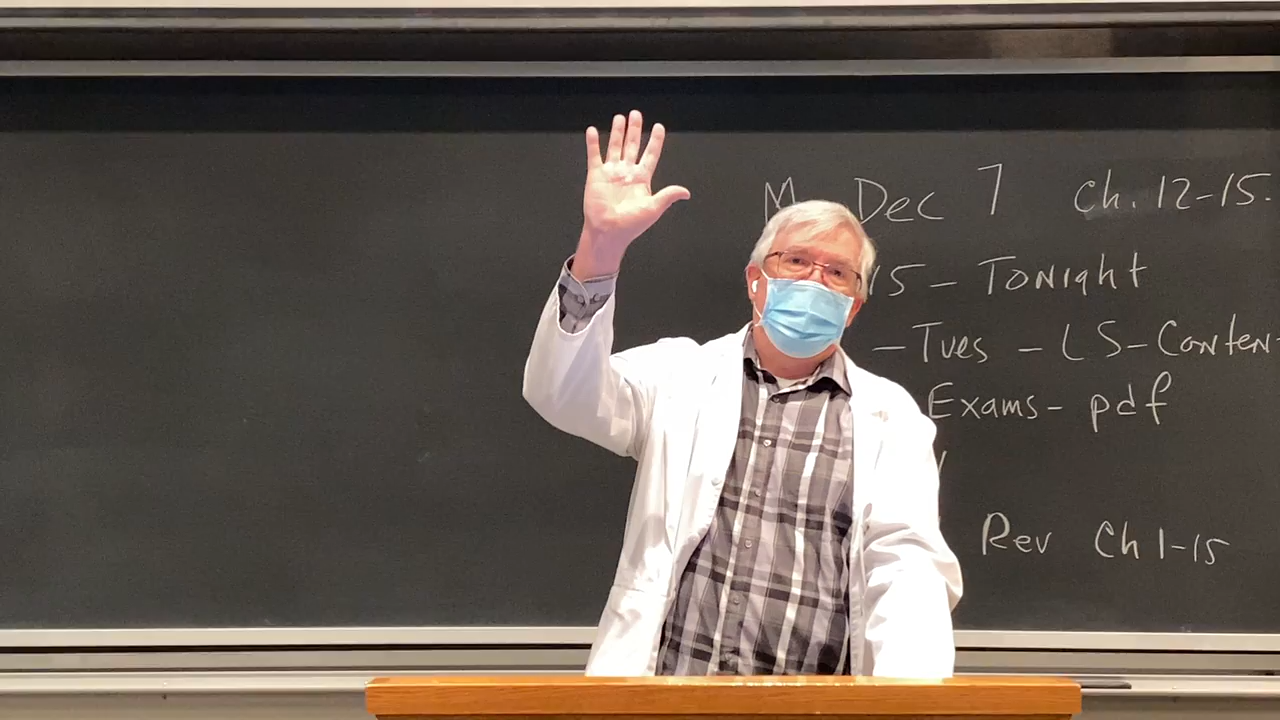 M Dec 7 Ch. 12-15.
15 - Tonight
- Tues - LS-Conten
Exams - pdf
Rev Ch 1-15